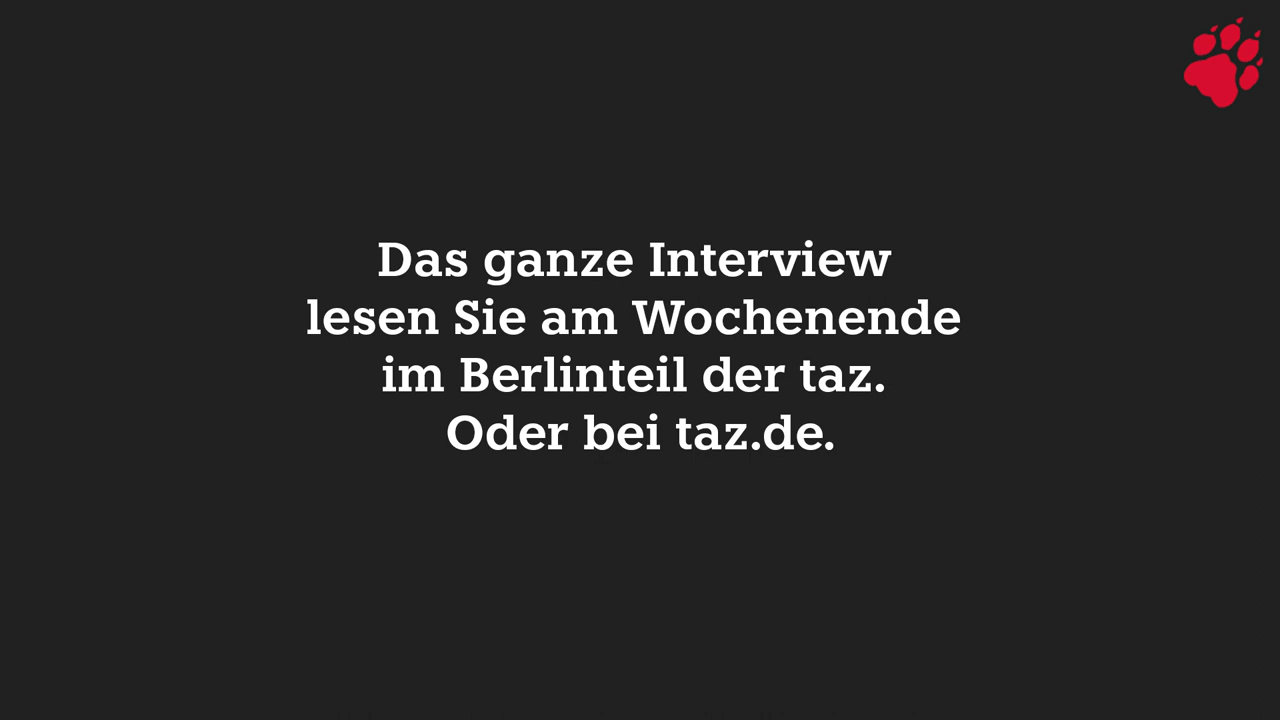 Das ganze Interview
lesen Sie am Wochenende
im Berlinteil der taz.
Oder bei taz.de.